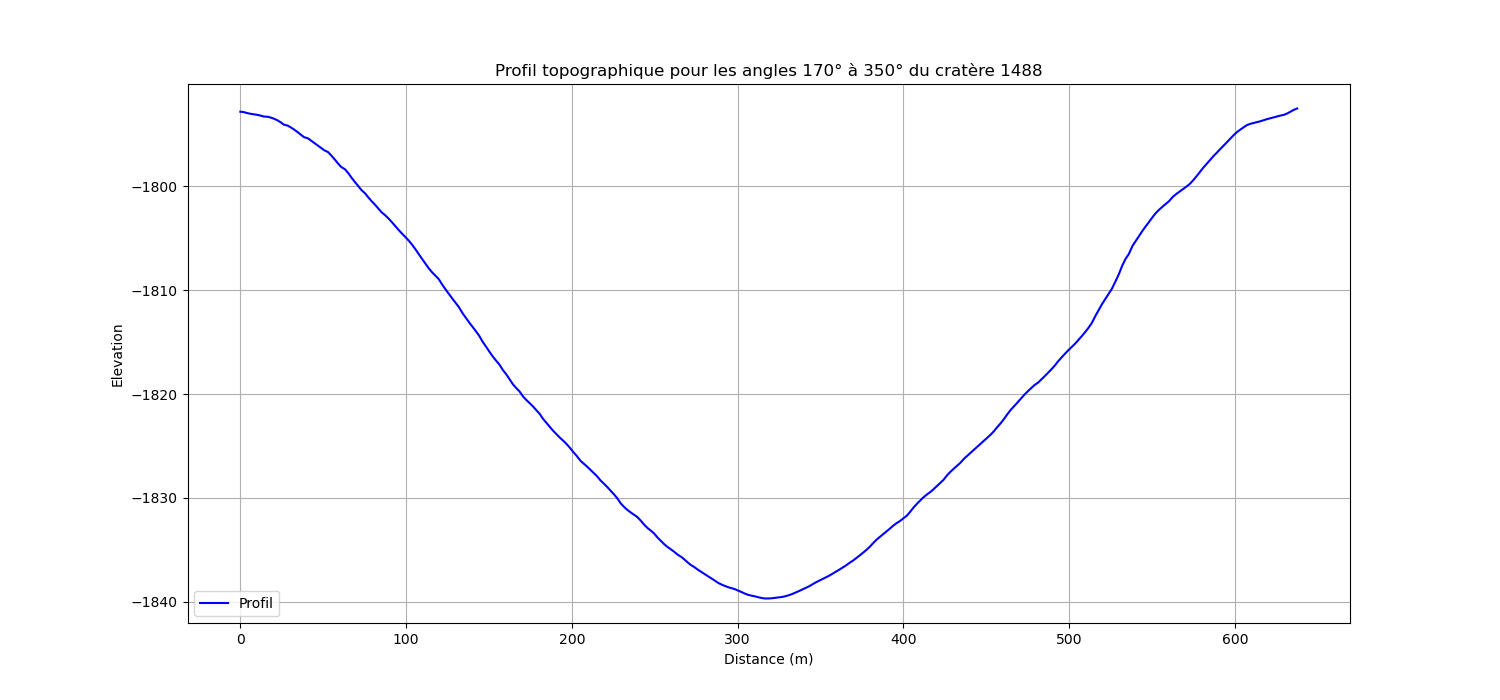 Profil topographique pour les angles 170° à 350° du cratère 1488
Elevation
−1800
−1810
−1820
−1830
−1840
Profil
0 100 200 300 400 500 600
Distance (m)